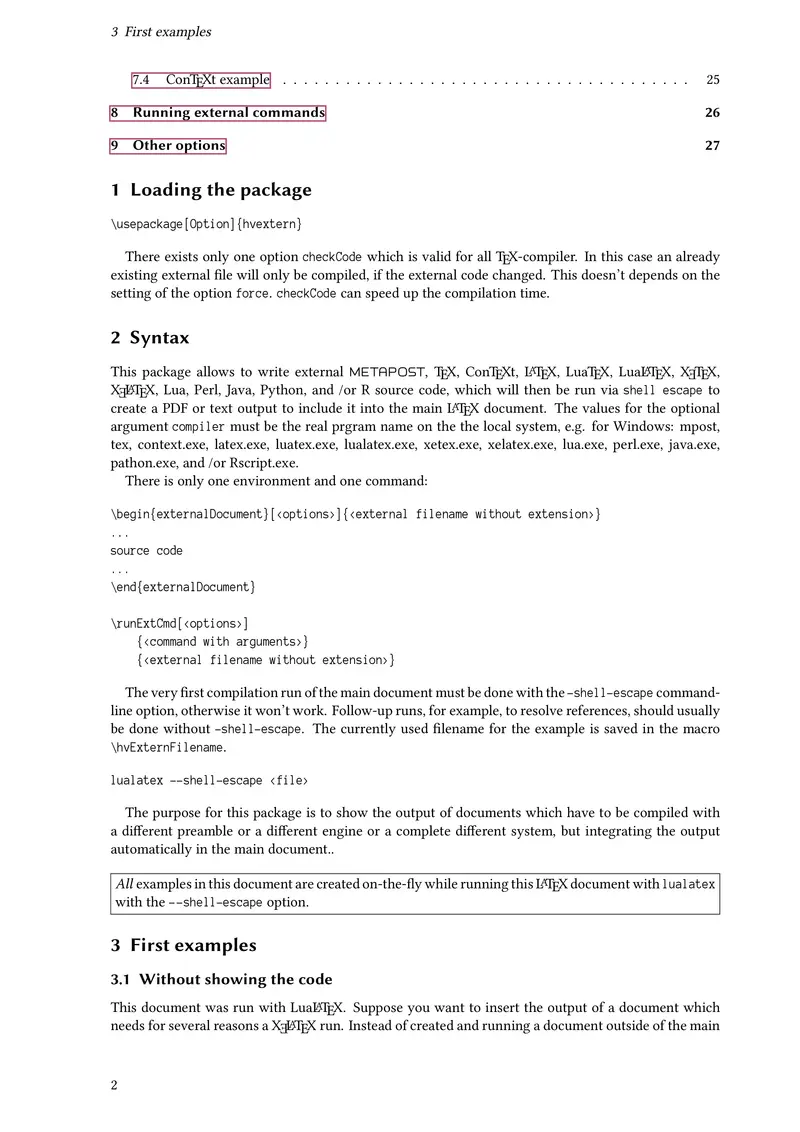 3 First examples
7.4 ConTEXt example . . . . . . . . . . . . . . . . . . . . . . . . . . . . . . . . . . . . . . . 25
8 Running external commands 26
9 Other options 27
1 Loading the package
\usepackage[Option]{hvextern}
There exists only one option checkCode which is valid for all TEX-compiler. In this case an already
existing external file will only be compiled, if the external code changed. This doesn't depends on the
setting of the option force. checkCode can speed up the compilation time.
2 Syntax
This package allows to write external METAPOST, TEX, ConTEXt, LATEX, LuaTEX, LuaLATEX, XƎTEX,
XƎLATEX, Lua, Perl, Java, Python, and /or R source code, which will then be run via shell escape to
create a PDF or text output to include it into the main LATEX document. The values for the optional
argument compiler must be the real prgram name on the the local system, e.g. for Windows: mpost,
tex, context.exe, latex.exe, luatex.exe, lualatex.exe, xetex.exe, xelatex.exe, lua.exe, perl.exe, java.exe,
pathon.exe, and /or Rscript.exe.
There is only one environment and one command:
\begin{externalDocument}[‹options›]{‹external filename without extension›}
...
source code
...
\end{externalDocument}
\runExtCmd[‹options›]
{‹command with arguments›}
{‹external filename without extension›}
The very first compilation run of the main document must be done with the –shell-escape command-
line option, otherwise it won't work. Follow-up runs, for example, to resolve references, should usually
be done without –shell-escape. The currently used filename for the example is saved in the macro
\hvExternFilename.
lualatex --shell-escape ‹file›
The purpose for this package is to show the output of documents which have to be compiled with
a different preamble or a different engine or a complete different system, but integrating the output
automatically in the main document..
All examples in this document are created on-the-fly while running this LATEX document with lualatex
with the --shell-escape option.
3 First examples
3.1 Without showing the code
This document was run with LuaLATEX. Suppose you want to insert the output of a document which
needs for several reasons a XƎLATEX run. Instead of created and running a document outside of the main
2